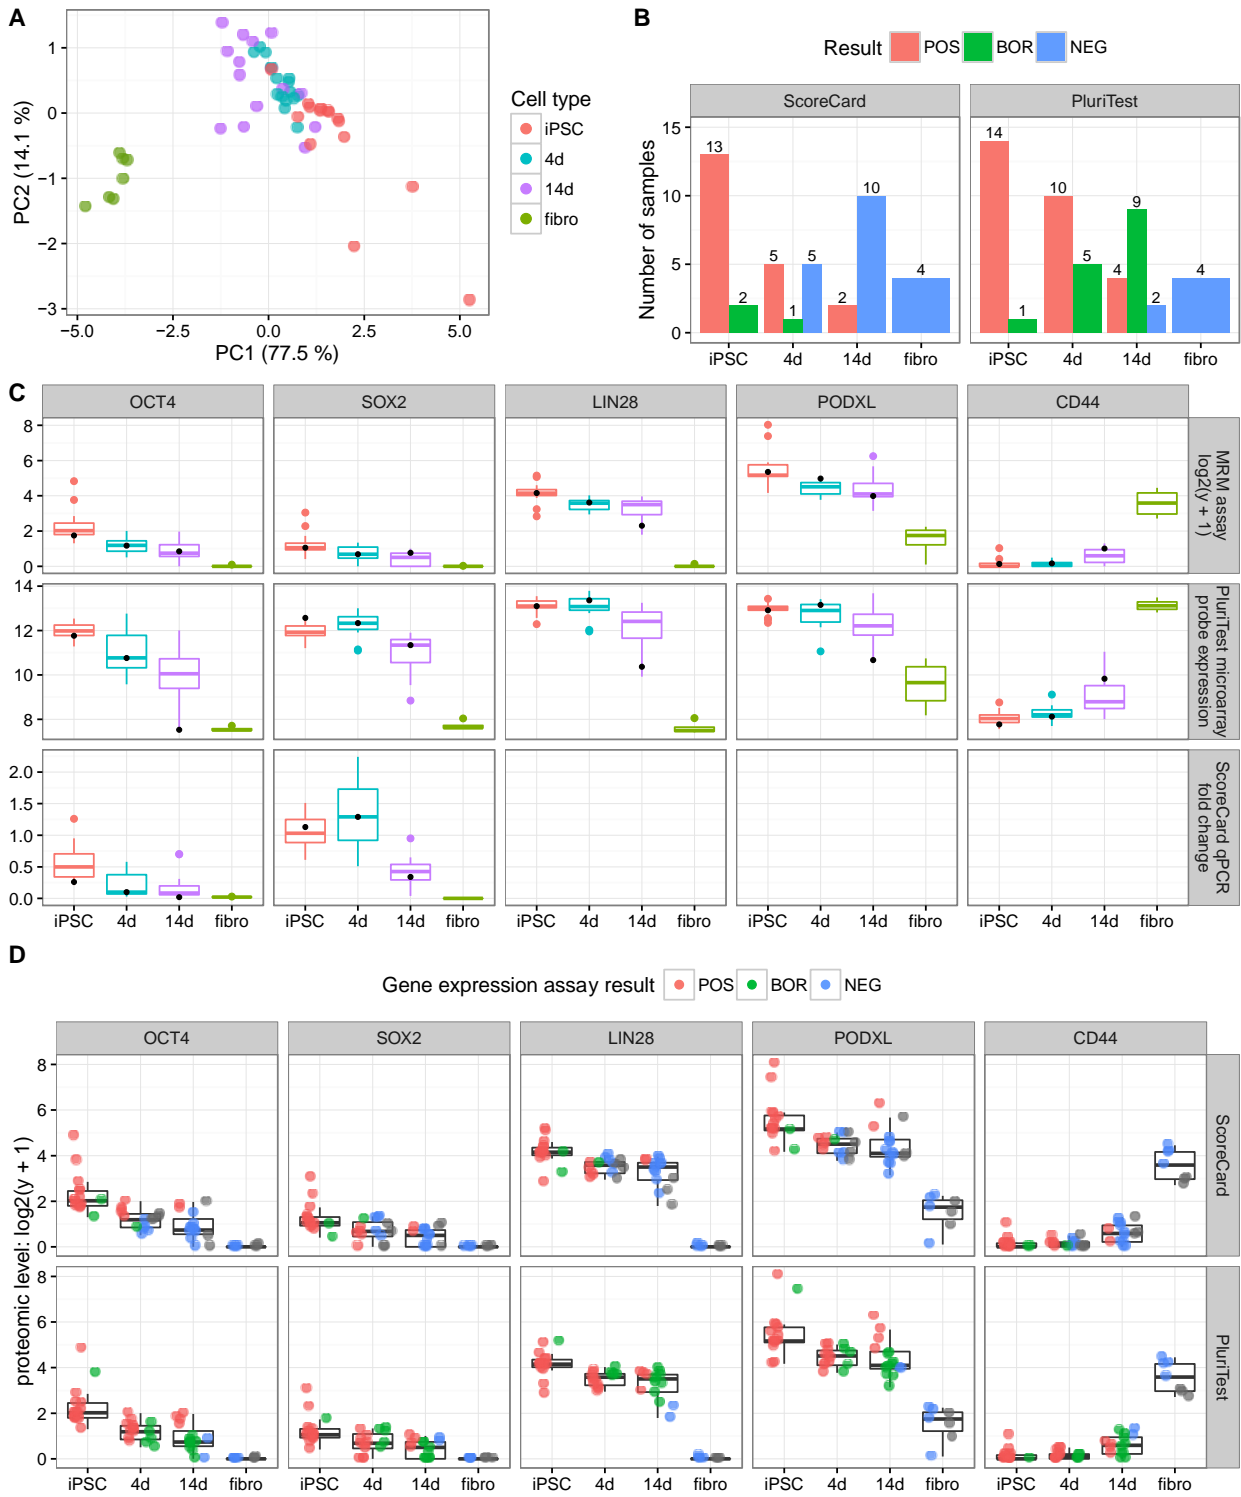 A
1
0
−1
−2
−3
PC2 (14.1 %)
−5.0 −2.5 0.0 2.5 5.0
PC1 (77.5 %)
Cell type
iPSC
4d
14d
fibro
B
Result POS BOR NEG
ScoreCard PluriTest
15
10
5
0
Number of samples
13 2 5 1 5 2 10 4
14 1 10 5 4 9 2 4
iPSC 4d 14d fibro iPSC 4d 14d fibro
C
OCT4 SOX2 LIN28 PODXL CD44
8
6
4
2
0
MRM assay
log2(y + 1)
14
12
10
8
PluriTest microarray
probe expression
2.0
1.5
1.0
0.5
0.0
ScoreCard qPCR
fold change
iPSC 4d 14d fibro iPSC 4d 14d fibro iPSC 4d 14d fibro iPSC 4d 14d fibro iPSC 4d 14d fibro
D
Gene expression assay result POS BOR NEG
OCT4 SOX2 LIN28 PODXL CD44
proteomic level: log2(y + 1)
8
6
4
2
0
ScoreCard
8
6
4
2
0
PluriTest
iPSC 4d 14d fibro iPSC 4d 14d fibro iPSC 4d 14d fibro iPSC 4d 14d fibro iPSC 4d 14d fibro